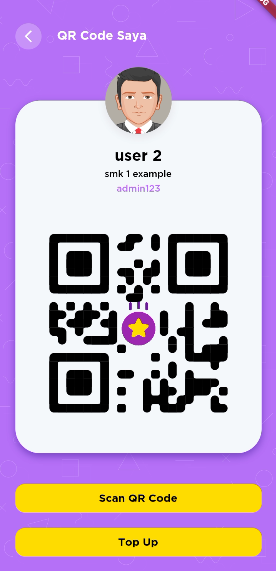 QR Code Saya
user 2
smk 1 example
admin123
Scan QR Code
Top Up